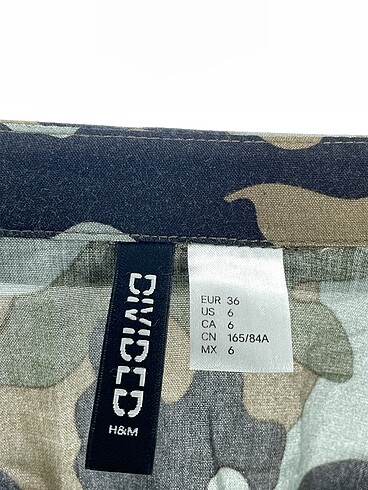 DIVIDED
H&M
EUR 36
US 6
CA 6
CN 165/84A
MX 6